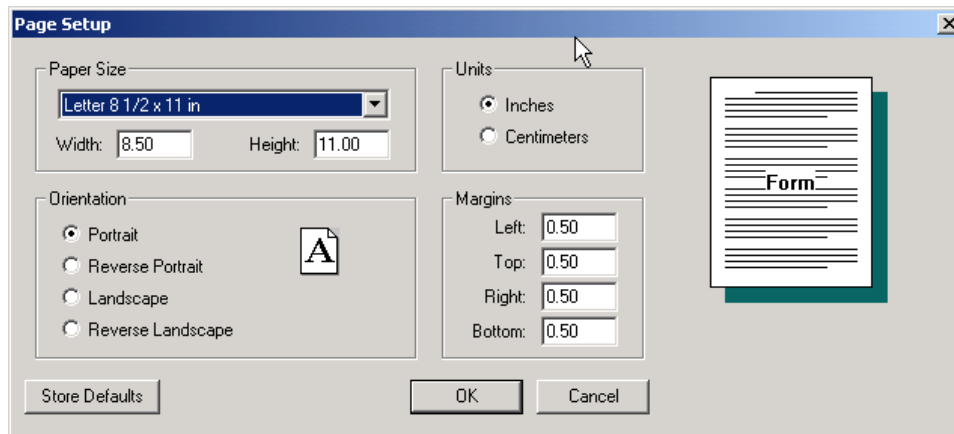 Page Setup
Paper Size
Letter 8 1/2 x 11 in
Width: 8.50 Height: 11.00
Units
Inches
Centimeters
Orientation
Portrait
Reverse Portrait
Landscape
Reverse Landscape
A
Margins
Left: 0.50
Top: 0.50
Right: 0.50
Bottom: 0.50
Form
Store Defaults OK Cancel